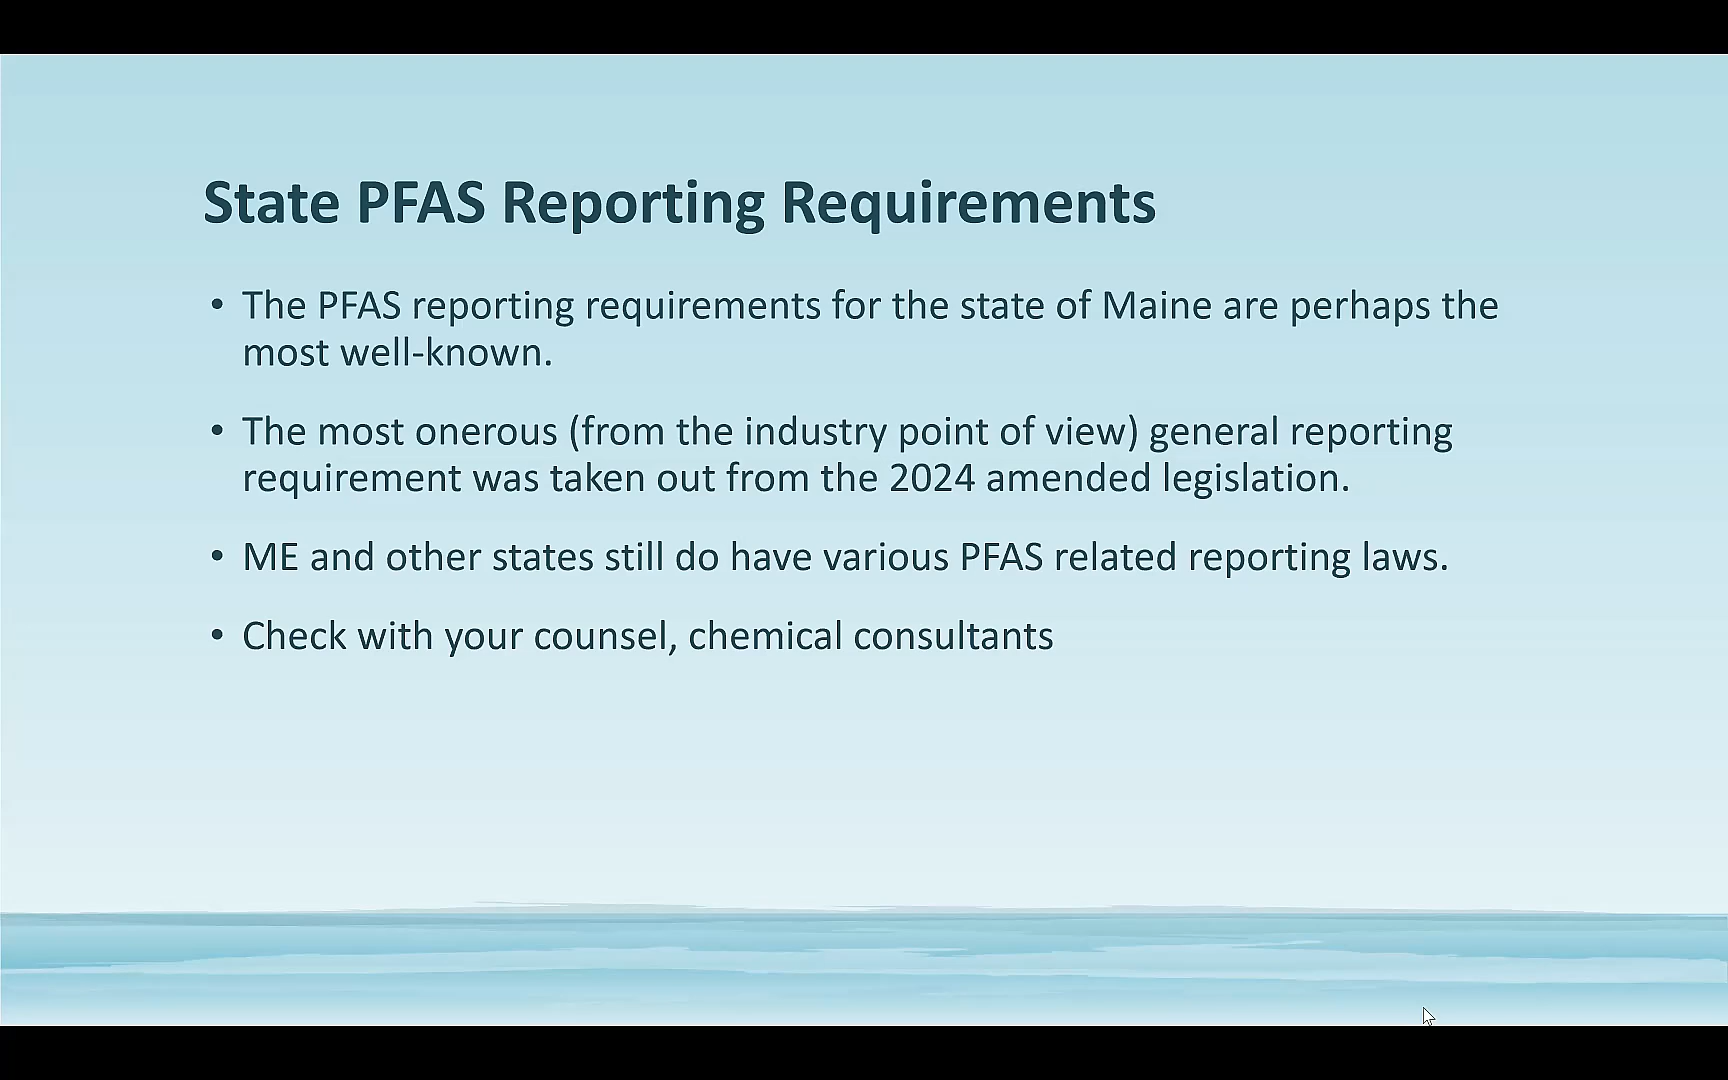 State PFAS Reporting Requirements
• The PFAS reporting requirements for the state of Maine are perhaps the
most well-known.
• The most onerous (from the industry point of view) general reporting
requirement was taken out from the 2024 amended legislation.
• ME and other states still do have various PFAS related reporting laws.
• Check with your counsel, chemical consultants